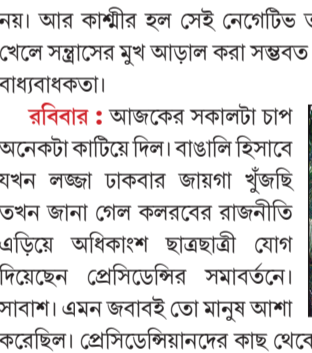 নয়। আর কাশ্মীর হল সেই নেগেটিভ
খেলে সন্ত্রাসের মুখ আড়াল করা সম্ভবত
বাধ্যবাধকতা।
রবিবার : আজকের সকালটা চাপ
অনেকটা কাটিয়ে দিল। বাঙালি হিসাবে
যখন লজ্জা ঢাকবার জায়গা খুঁজছি
তখন জানা গেল কলরবের রাজনীতি
এড়িয়ে অধিকাংশ ছাত্রছাত্রী যোগ
দিয়েছেন প্রেসিডেন্সির সমাবর্তনে।
সাবাশ। এমন জবাবই তো মানুষ আশা
করেছিল। প্রেসিডেন্সিয়ানদের কাছ থেকে